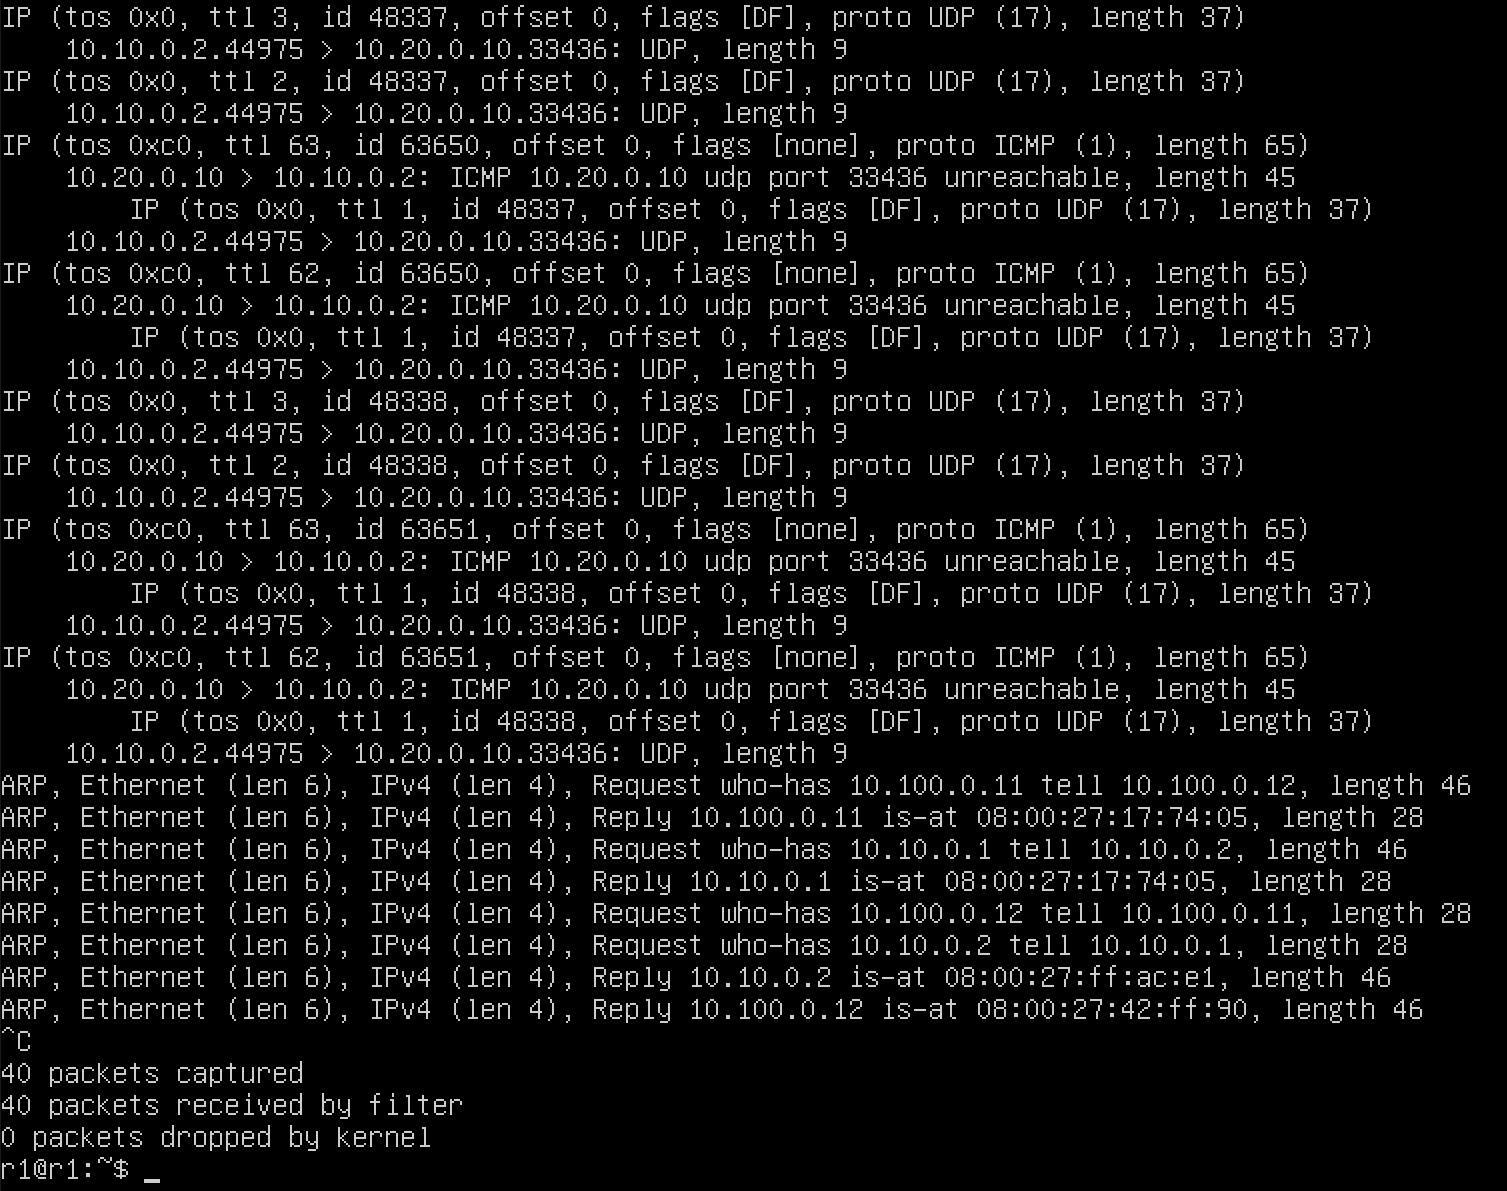 IP (tos 0x0, ttl 3, id 48337, offset 0, flags [DF], proto UDP (17), length 37)
    10.10.0.2.44975 > 10.20.0.10.33436: UDP, length 9
IP (tos 0x0, ttl 2, id 48337, offset 0, flags [DF], proto UDP (17), length 37)
    10.10.0.2.44975 > 10.20.0.10.33436: UDP, length 9
IP (tos 0xc0, ttl 63, id 63650, offset 0, flags [none], proto ICMP (1), length 65)
    10.20.0.10 > 10.10.0.2: ICMP 10.20.0.10 udp port 33436 unreachable, length 45
        IP (tos 0x0, ttl 1, id 48337, offset 0, flags [DF], proto UDP (17), length 37)
    10.10.0.2.44975 > 10.20.0.10.33436: UDP, length 9
IP (tos 0xc0, ttl 62, id 63650, offset 0, flags [none], proto ICMP (1), length 65)
    10.20.0.10 > 10.10.0.2: ICMP 10.20.0.10 udp port 33436 unreachable, length 45
        IP (tos 0x0, ttl 1, id 48337, offset 0, flags [DF], proto UDP (17), length 37)
    10.10.0.2.44975 > 10.20.0.10.33436: UDP, length 9
IP (tos 0x0, ttl 3, id 48338, offset 0, flags [DF], proto UDP (17), length 37)
    10.10.0.2.44975 > 10.20.0.10.33436: UDP, length 9
IP (tos 0x0, ttl 2, id 48338, offset 0, flags [DF], proto UDP (17), length 37)
    10.10.0.2.44975 > 10.20.0.10.33436: UDP, length 9
IP (tos 0xc0, ttl 63, id 63651, offset 0, flags [none], proto ICMP (1), length 65)
    10.20.0.10 > 10.10.0.2: ICMP 10.20.0.10 udp port 33436 unreachable, length 45
        IP (tos 0x0, ttl 1, id 48338, offset 0, flags [DF], proto UDP (17), length 37)
    10.10.0.2.44975 > 10.20.0.10.33436: UDP, length 9
IP (tos 0xc0, ttl 62, id 63651, offset 0, flags [none], proto ICMP (1), length 65)
    10.20.0.10 > 10.10.0.2: ICMP 10.20.0.10 udp port 33436 unreachable, length 45
        IP (tos 0x0, ttl 1, id 48338, offset 0, flags [DF], proto UDP (17), length 37)
    10.10.0.2.44975 > 10.20.0.10.33436: UDP, length 9
ARP, Ethernet (len 6), IPv4 (len 4), Request who-has 10.100.0.11 tell 10.100.0.12, length 46
ARP, Ethernet (len 6), IPv4 (len 4), Reply 10.100.0.11 is-at 08:00:27:17:74:05, length 28
ARP, Ethernet (len 6), IPv4 (len 4), Request who-has 10.10.0.1 tell 10.10.0.2, length 46
ARP, Ethernet (len 6), IPv4 (len 4), Reply 10.10.0.1 is-at 08:00:27:17:74:05, length 28
ARP, Ethernet (len 6), IPv4 (len 4), Request who-has 10.100.0.12 tell 10.100.0.11, length 28
ARP, Ethernet (len 6), IPv4 (len 4), Request who-has 10.10.0.2 tell 10.10.0.1, length 28
ARP, Ethernet (len 6), IPv4 (len 4), Reply 10.10.0.2 is-at 08:00:27:ff:ac:e1, length 46
ARP, Ethernet (len 6), IPv4 (len 4), Reply 10.100.0.12 is-at 08:00:27:42:ff:90, length 46
^C
40 packets captured
40 packets received by filter
0 packets dropped by kernel
r1@r1:~$ _